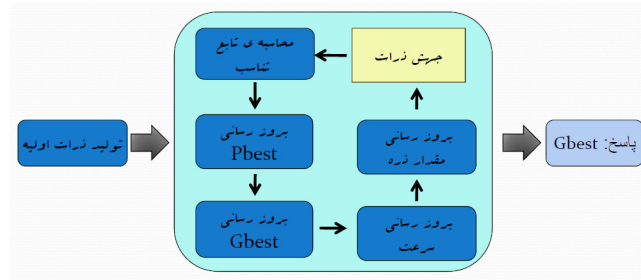 تولید ذرات اولیه
محاسبه ی تابع
تناسب
بروز رسانی
Pbest
بروز رسانی
Gbest
بروز رسانی
سرعت
بروز رسانی
مقدار ذره
جهش ذرات
پاسخ: Gbest